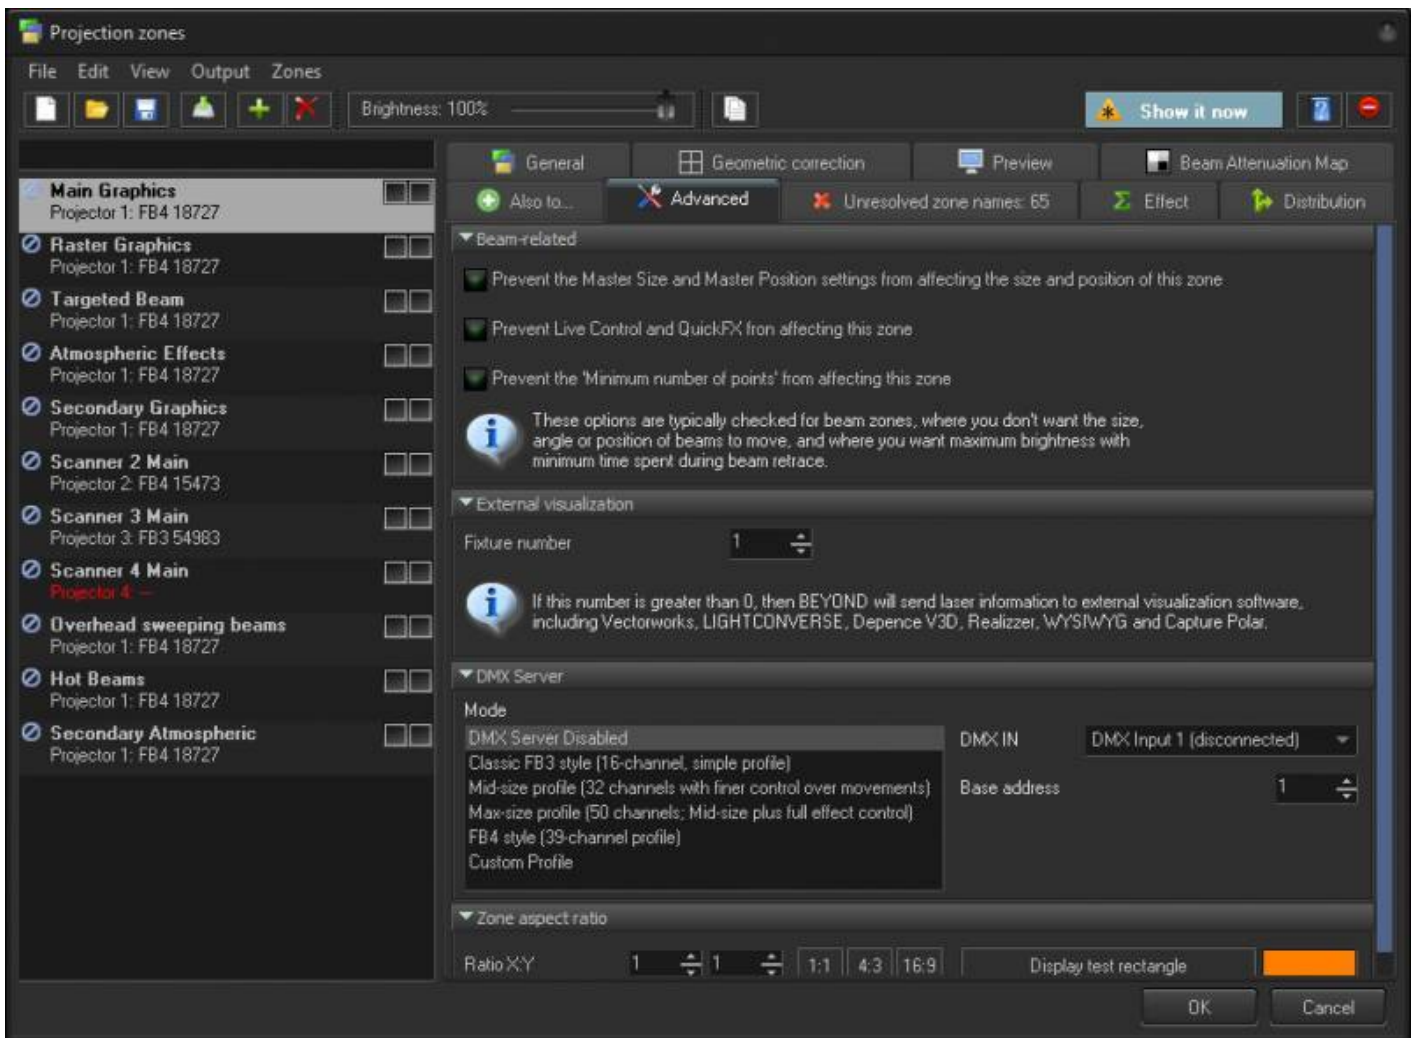 Projection zones
File Edit View Output Zones
Brightness: 100%
Show it now
General
Geometric correction
Preview
Beam Attenuation Map
Also to...
Advanced
Unresolved zone names: 65
Effect
Distribution
Main Graphics
Projector 1: FB4 18727
Raster Graphics
Projector 1: FB4 18727
Targeted Beam
Projector 1: FB4 18727
Atmospheric Effects
Projector 1: FB4 18727
Secondary Graphics
Projector 1: FB4 18727
Scanner 2 Main
Projector 2: FB4 15473
Scanner 3 Main
Projector 3: FB3 54983
Scanner 4 Main
Projector 4: --
Overhead sweeping beams
Projector 1: FB4 18727
Hot Beams
Projector 1: FB4 18727
Secondary Atmospheric
Projector 1: FB4 18727
Beam-related
Prevent the Master Size and Master Position settings from affecting the size and position of this zone
Prevent Live Control and QuickFX fron affecting this zone
Prevent the 'Minimum number of points' from affecting this zone
These options are typically checked for beam zones, where you don't want the size,
angle or position of beams to move, and where you want maximum brightness with
minimum time spent during beam retrace.
External visualization
Fixture number 1
If this number is greater than 0, then BEYOND will send laser information to external visualization software,
including Vectorworks, LIGHTCONVERSE, Depence V3D, Realizzer, WYSIWYG and Capture Polar.
DMX Server
Mode
DMX Server Disabled
Classic FB3 style (16-channel, simple profile)
Mid-size profile (32 channels with finer control over movements)
Max-size profile (50 channels; Mid-size plus full effect control)
FB4 style (39-channel profile)
Custom Profile
DMX IN DMX Input 1 (disconnected)
Base address 1
Zone aspect ratio
Ratio X:Y 1 1 1:1 4:3 16:9 Display test rectangle
OK Cancel